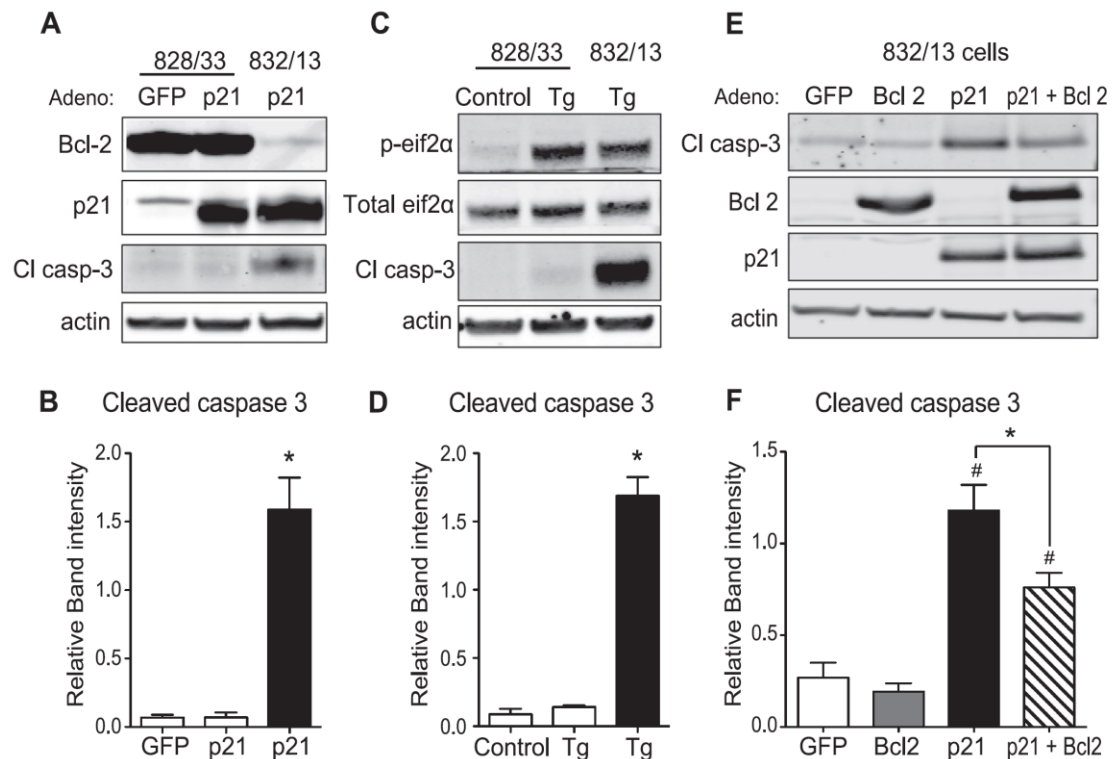 A
828/33 832/13
Adeno: GFP p21 p21
Bcl-2
p21
Cl casp-3
actin
B Cleaved caspase 3
Relative Band intensity
2.0
1.5
1.0
0.5
0.0
*
GFP p21 p21
C
828/33 832/13
Control Tg Tg
p-eif2α
Total eif2α
Cl casp-3
actin
D Cleaved caspase 3
Relative Band intensity
2.0
1.5
1.0
0.5
0.0
*
Control Tg Tg
E
832/13 cells
Adeno: GFP Bcl 2 p21 p21 + Bcl 2
Cl casp-3
Bcl 2
p21
actin
F Cleaved caspase 3
Relative Band intensity
1.5
1.0
0.5
0.0
*
# #
GFP Bcl2 p21 p21 + Bcl2